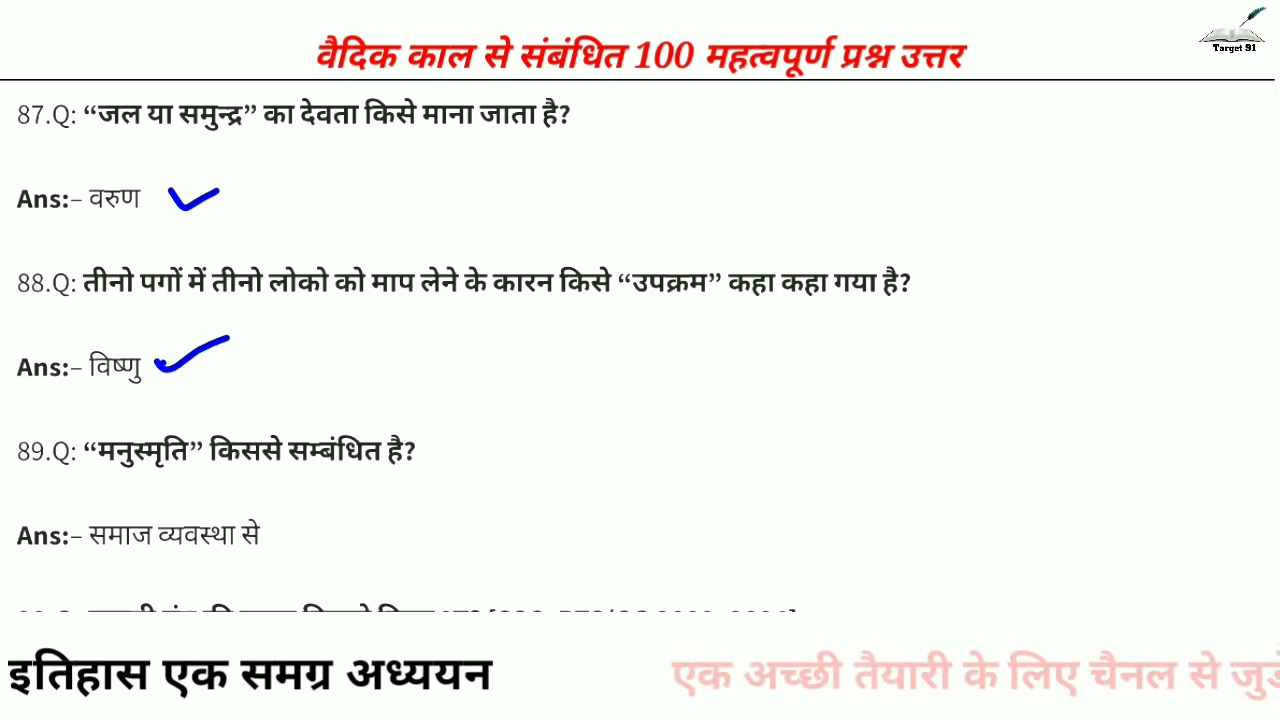 वैदिक काल से संबंधित 100 महत्वपूर्ण प्रश्न उत्तर
Target 91
87.Q: “जल या समुन्द्र” का देवता किसे माना जाता है?
Ans:– वरुण
88.Q: तीनो पगों में तीनो लोको को माप लेने के कारन किसे “उपक्रम” कहा कहा गया है?
Ans:– विष्णु
89.Q: “मनुस्मृति” किससे सम्बंधित है?
Ans:– समाज व्यवस्था से
इतिहास एक समग्र अध्ययन
एक अच्छी तैयारी के लिए चैनल से